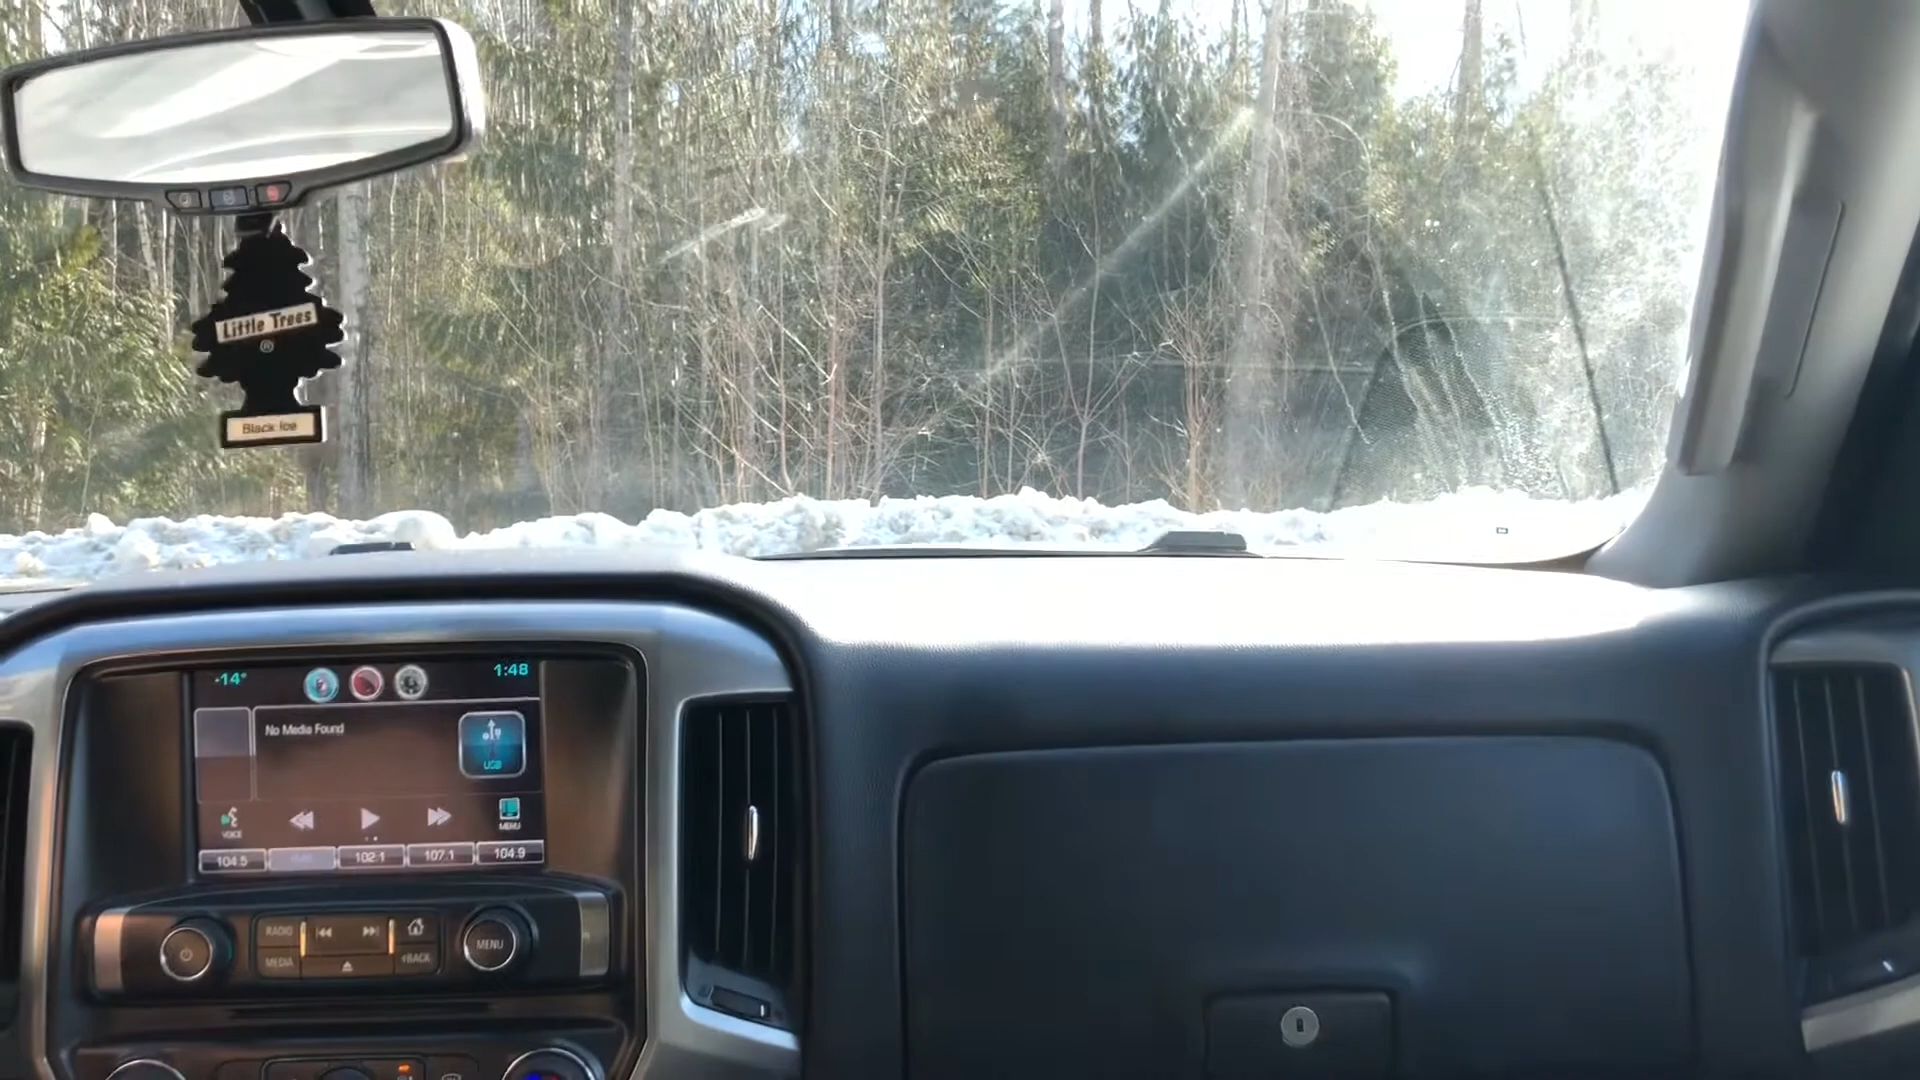 Little Trees
®
Black Ice
-14°
1:48
No Media Found
USB
VOICE
MENU
104.5
102.1
107.1
104.9
RADIO
MEDIA
BACK
MENU